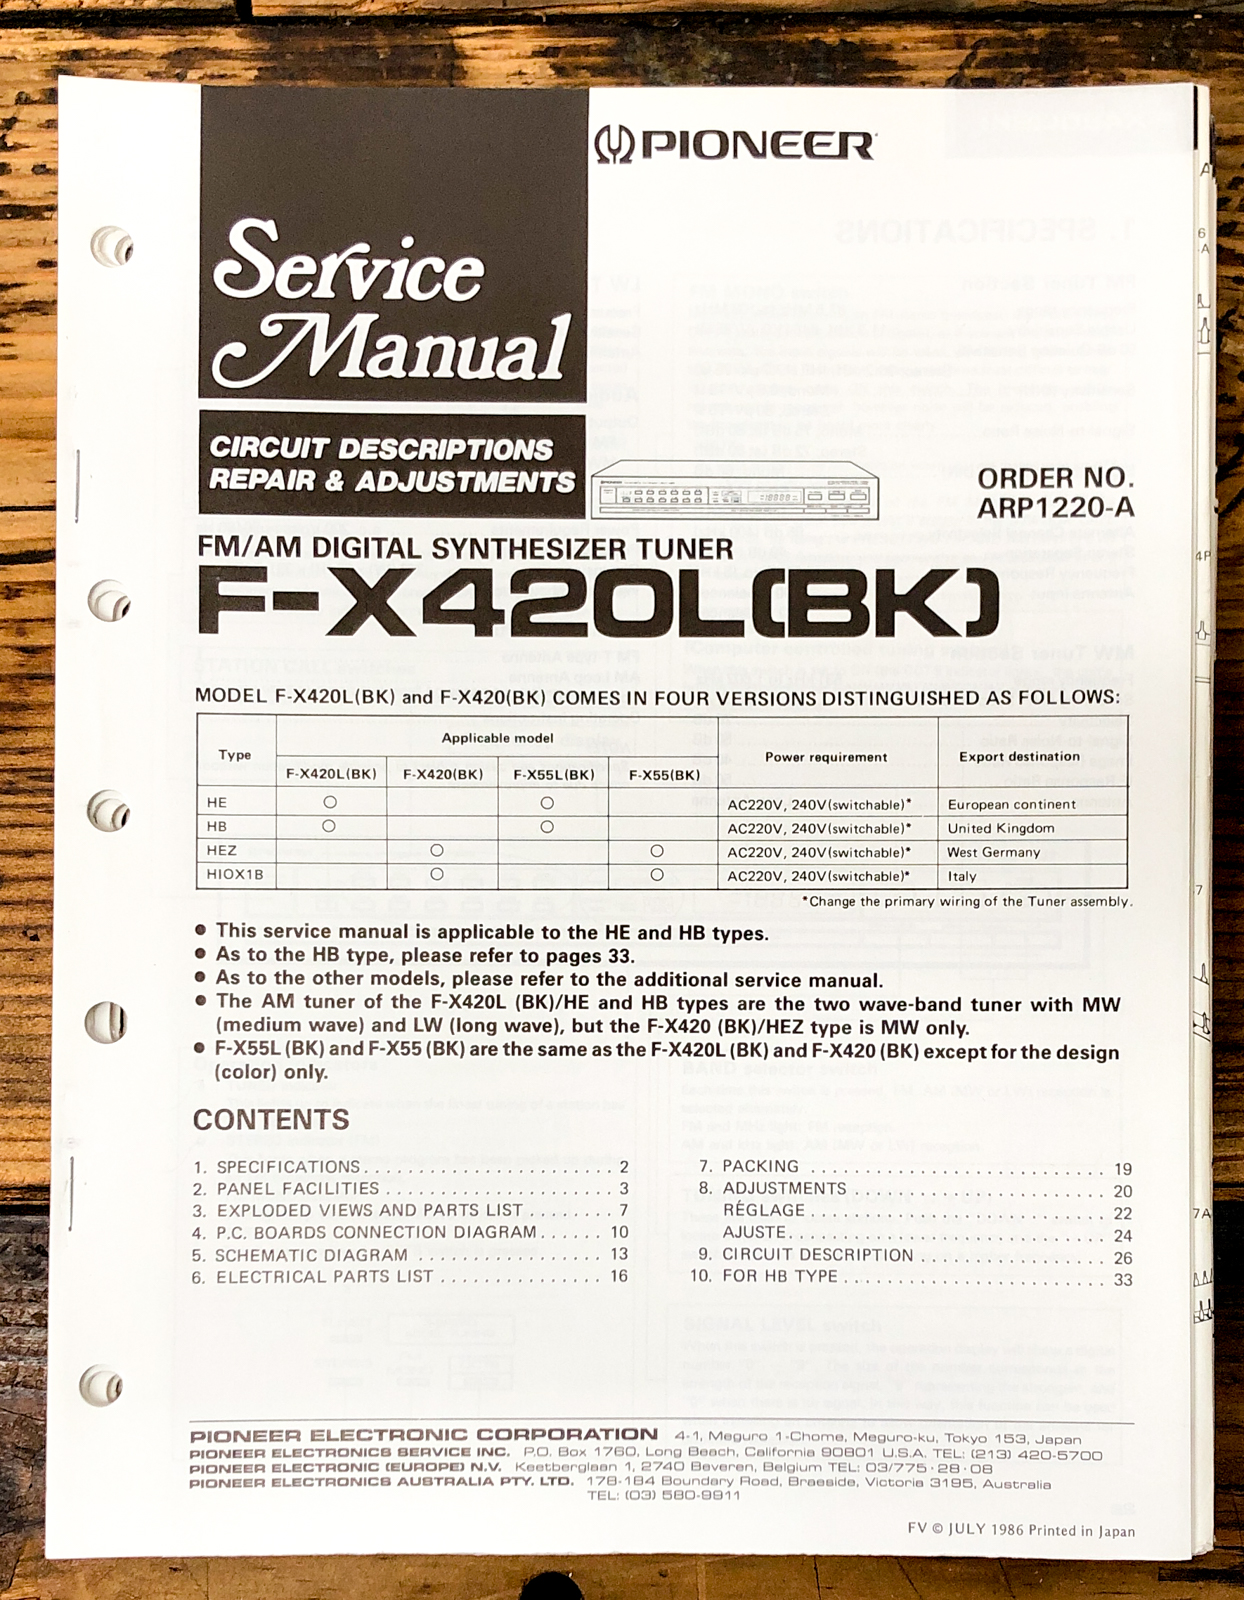 PIONEER
Service
Manual
CIRCUIT DESCRIPTIONS
REPAIR & ADJUSTMENTS
ORDER NO.
ARP1220-A
FM/AM DIGITAL SYNTHESIZER TUNER
F-X420L(BK)
MODEL F-X420L(BK) and F-X420(BK) COMES IN FOUR VERSIONS DISTINGUISHED AS FOLLOWS:
Type Applicable model Power requirement Export destination
F-X420L(BK) F-X420(BK) F-X55L(BK) F-X55(BK)
HE ○ ○ AC220V, 240V(switchable)* European continent
HB ○ ○ AC220V, 240V(switchable)* United Kingdom
HEZ ○ ○ AC220V, 240V(switchable)* West Germany
HIOX1B ○ ○ AC220V, 240V(switchable)* Italy
*Change the primary wiring of the Tuner assembly.
● This service manual is applicable to the HE and HB types.
● As to the HB type, please refer to pages 33.
● As to the other models, please refer to the additional service manual.
● The AM tuner of the F-X420L (BK)/HE and HB types are the two wave-band tuner with MW
(medium wave) and LW (long wave), but the F-X420 (BK)/HEZ type is MW only.
● F-X55L (BK) and F-X55 (BK) are the same as the F-X420L (BK) and F-X420 (BK) except for the design
(color) only.
CONTENTS
1. SPECIFICATIONS........................ 2
2. PANEL FACILITIES ...................... 3
3. EXPLODED VIEWS AND PARTS LIST ........ 7
4. P.C. BOARDS CONNECTION DIAGRAM...... 10
5. SCHEMATIC DIAGRAM .................. 13
6. ELECTRICAL PARTS LIST ............... 16
7. PACKING ........................... 19
8. ADJUSTMENTS ....................... 20
RÉGLAGE........................... 22
AJUSTE............................. 24
9. CIRCUIT DESCRIPTION ................. 26
10. FOR HB TYPE ........................ 33
PIONEER ELECTRONIC CORPORATION 4-1, Meguro 1-Chome, Meguro-ku, Tokyo 153, Japan
PIONEER ELECTRONICS SERVICE INC. P.O. Box 1760, Long Beach, California 90801 U.S.A. TEL: (213) 420-5700
PIONEER ELECTRONIC (EUROPE) N.V. Keetberglaan 1, 2740 Beveren, Belgium TEL: 03/775·28·08
PIONEER ELECTRONICS AUSTRALIA PTY. LTD. 178-184 Boundary Road, Braeside, Victoria 3195, Australia
TEL: (03) 580-9911
FV © JULY 1986 Printed in Japan